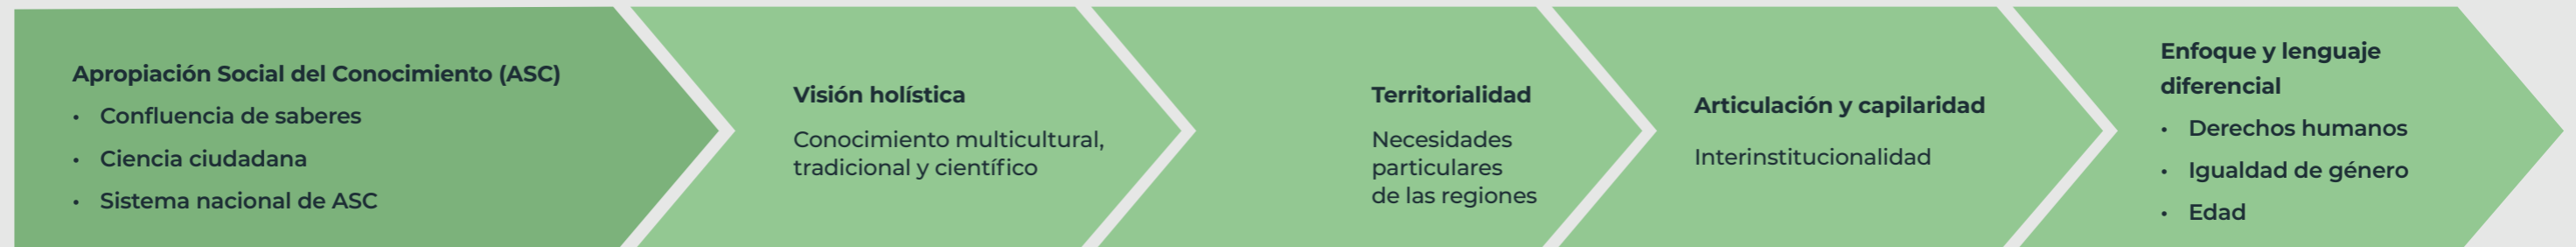 Apropiación Social del Conocimiento (ASC)
• Confluencia de saberes
• Ciencia ciudadana
• Sistema nacional de ASC
Visión holística
Conocimiento multicultural,
tradicional y científico
Territorialidad
Necesidades
particulares
de las regiones
Articulación y capilaridad
Interinstitucionalidad
Enfoque y lenguaje
diferencial
• Derechos humanos
• Igualdad de género
• Edad